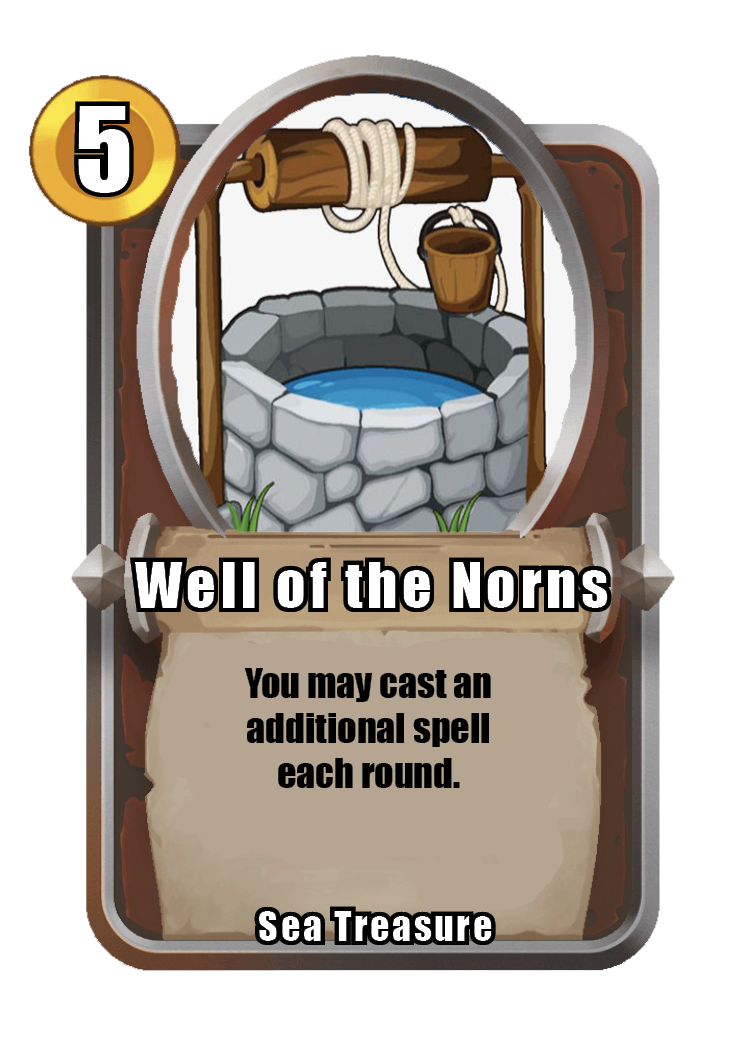 5
Well of the Norns
You may cast an
additional spell
each round.
Sea Treasure